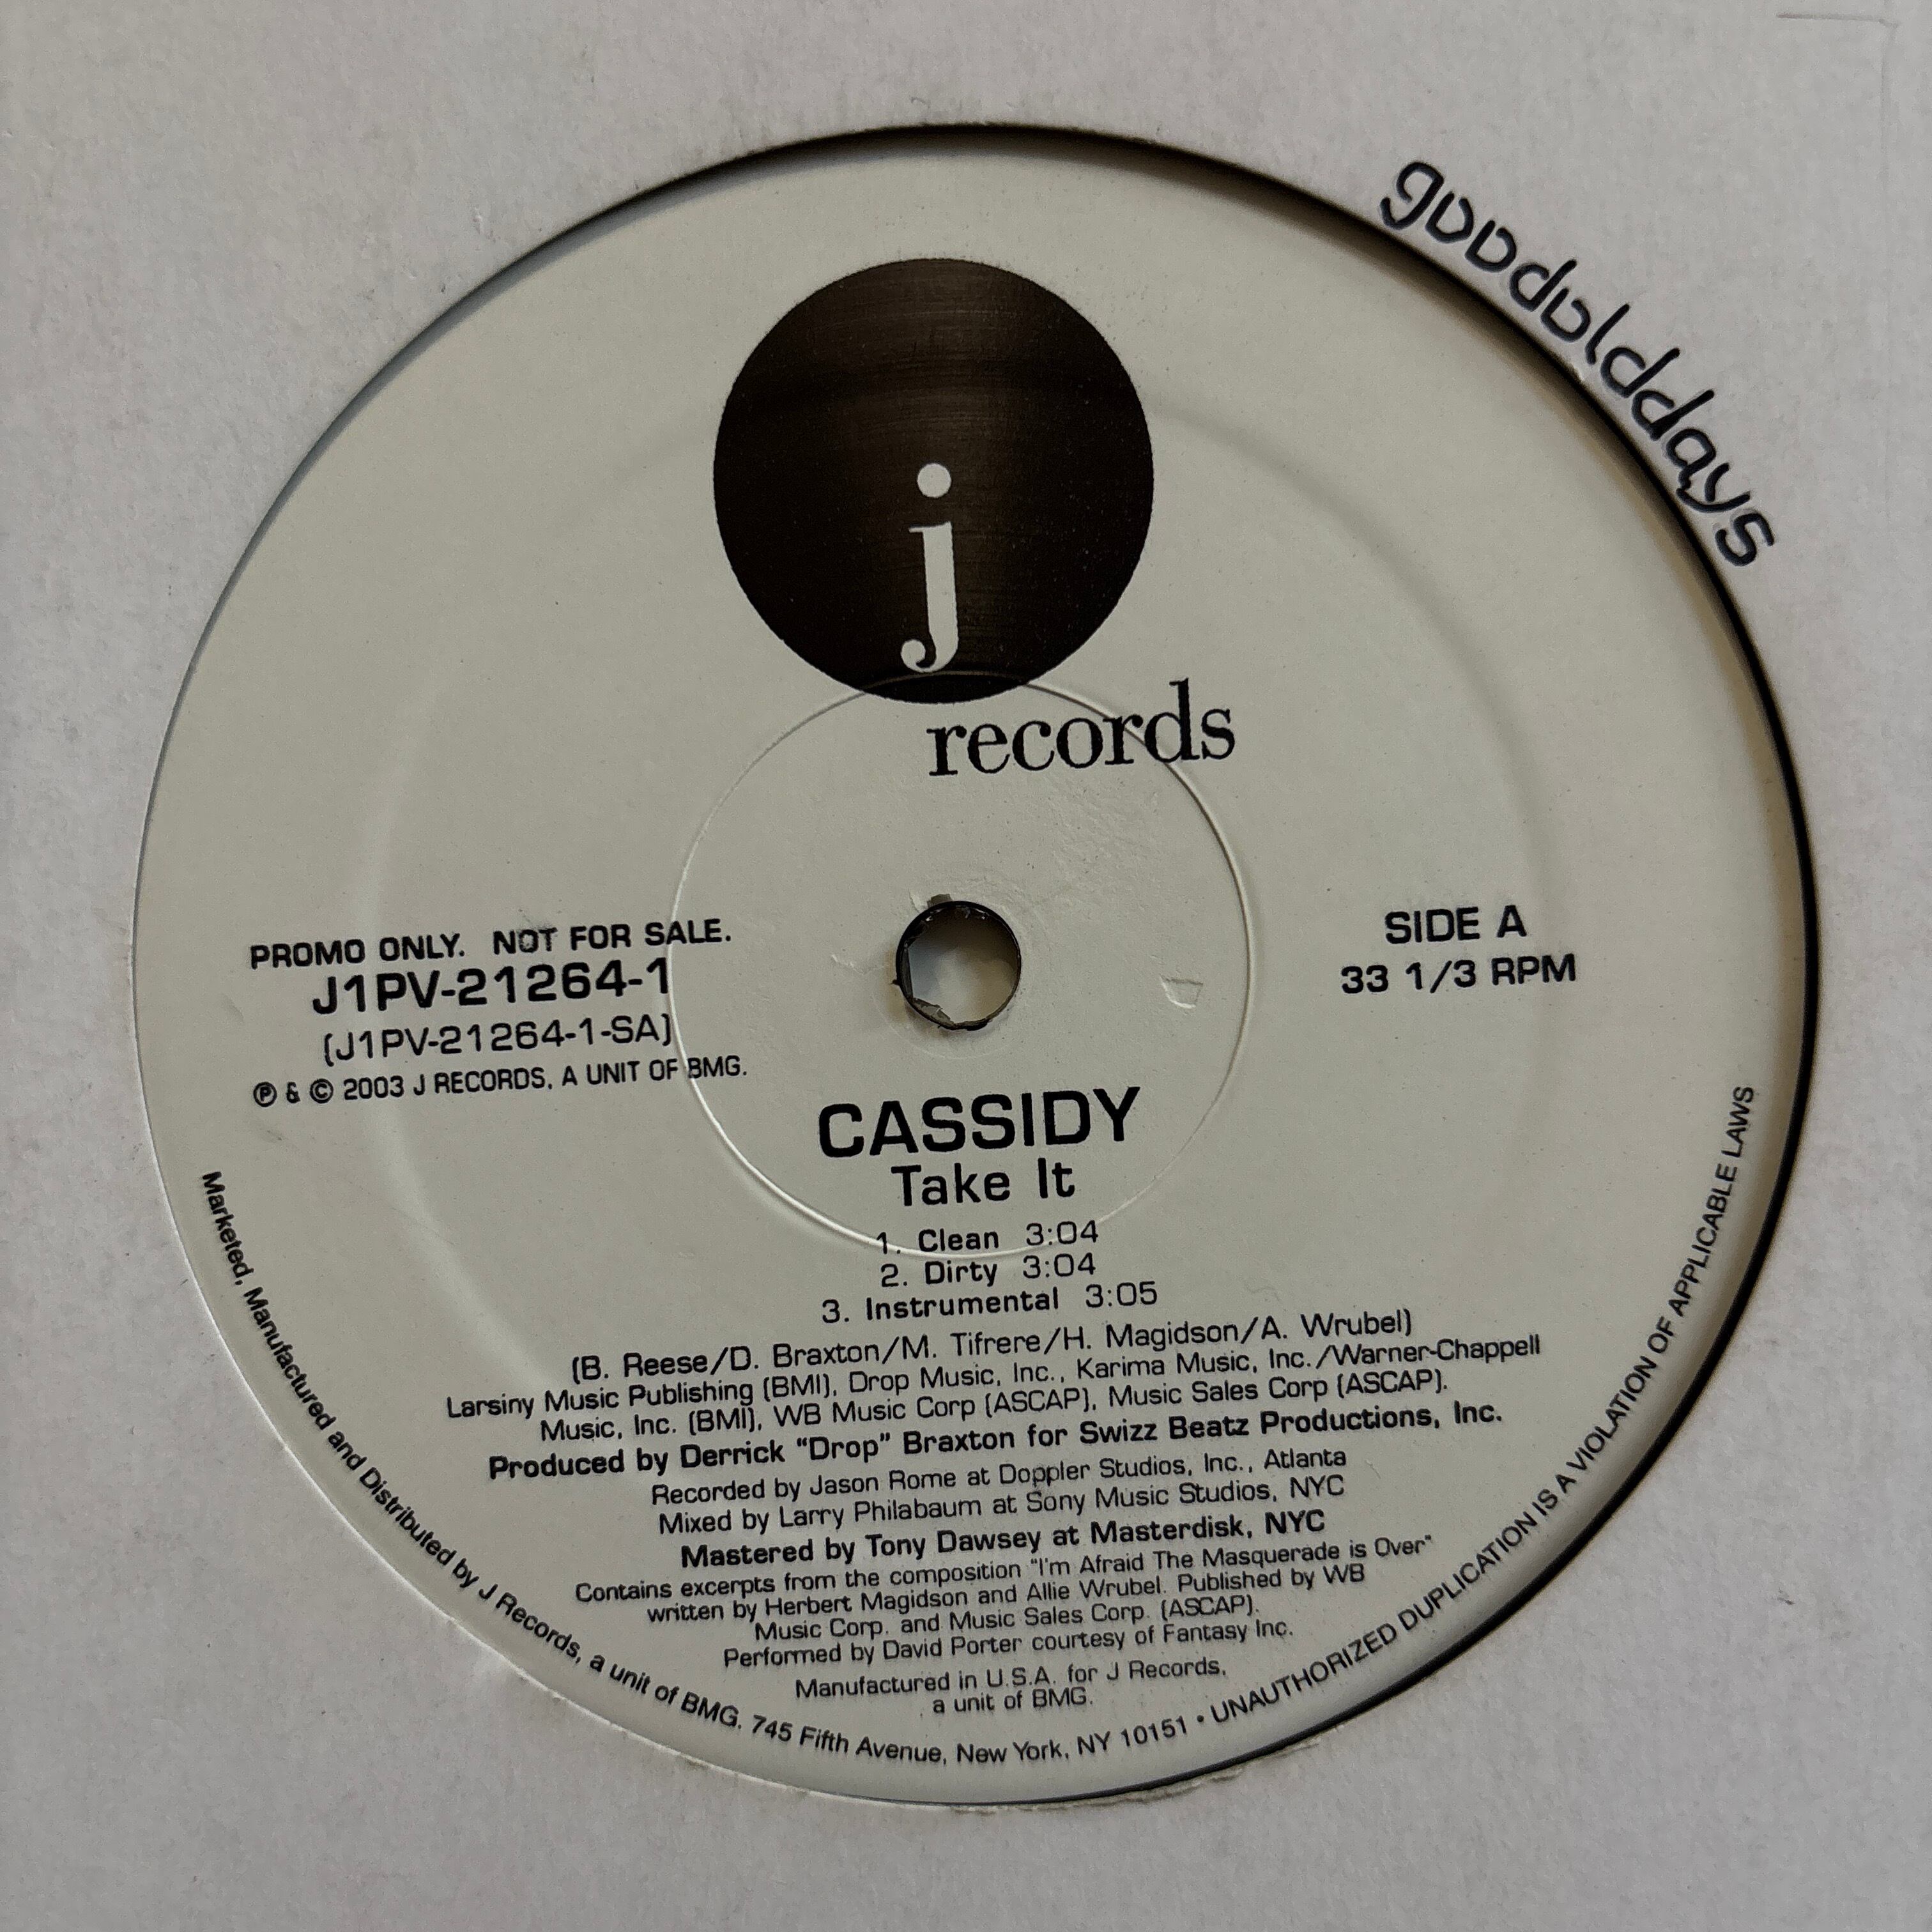 goodolddays
j
records
PROMO ONLY. NOT FOR SALE.
J1PV-21264-1
(J1PV-21264-1-SA)
℗ & © 2003 J RECORDS, A UNIT OF BMG.
SIDE A
33 1/3 RPM
CASSIDY
Take It
1. Clean 3:04
2. Dirty 3:04
3. Instrumental 3:05
(B. Reese/D. Braxton/M. Tifrere/H. Magidson/A. Wrubel)
Larsiny Music Publishing (BMI), Drop Music, Inc., Karima Music, Inc./Warner-Chappell
Music, Inc. (BMI), WB Music Corp (ASCAP), Music Sales Corp (ASCAP).
Produced by Derrick "Drop" Braxton for Swizz Beatz Productions, Inc.
Recorded by Jason Rome at Doppler Studios, Inc., Atlanta
Mixed by Larry Philabaum at Sony Music Studios, NYC
Mastered by Tony Dawsey at Masterdisk, NYC
Contains excerpts from the composition "I'm Afraid The Masquerade is Over"
written by Herbert Magidson and Allie Wrubel. Published by WB
Music Corp. and Music Sales Corp. (ASCAP).
Performed by David Porter courtesy of Fantasy Inc.
Manufactured in U.S.A. for J Records,
a unit of BMG.
Marketed, Manufactured and Distributed by J Records, a unit of BMG. 745 Fifth Avenue, New York, NY 10151 • UNAUTHORIZED DUPLICATION IS A VIOLATION OF APPLICABLE LAWS